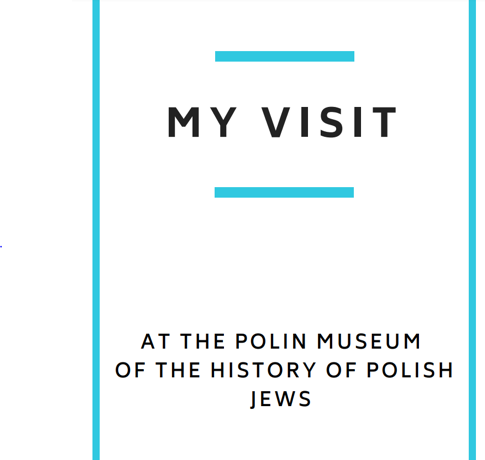 MY VISIT
AT THE POLIN MUSEUM
OF THE HISTORY OF POLISH
JEWS